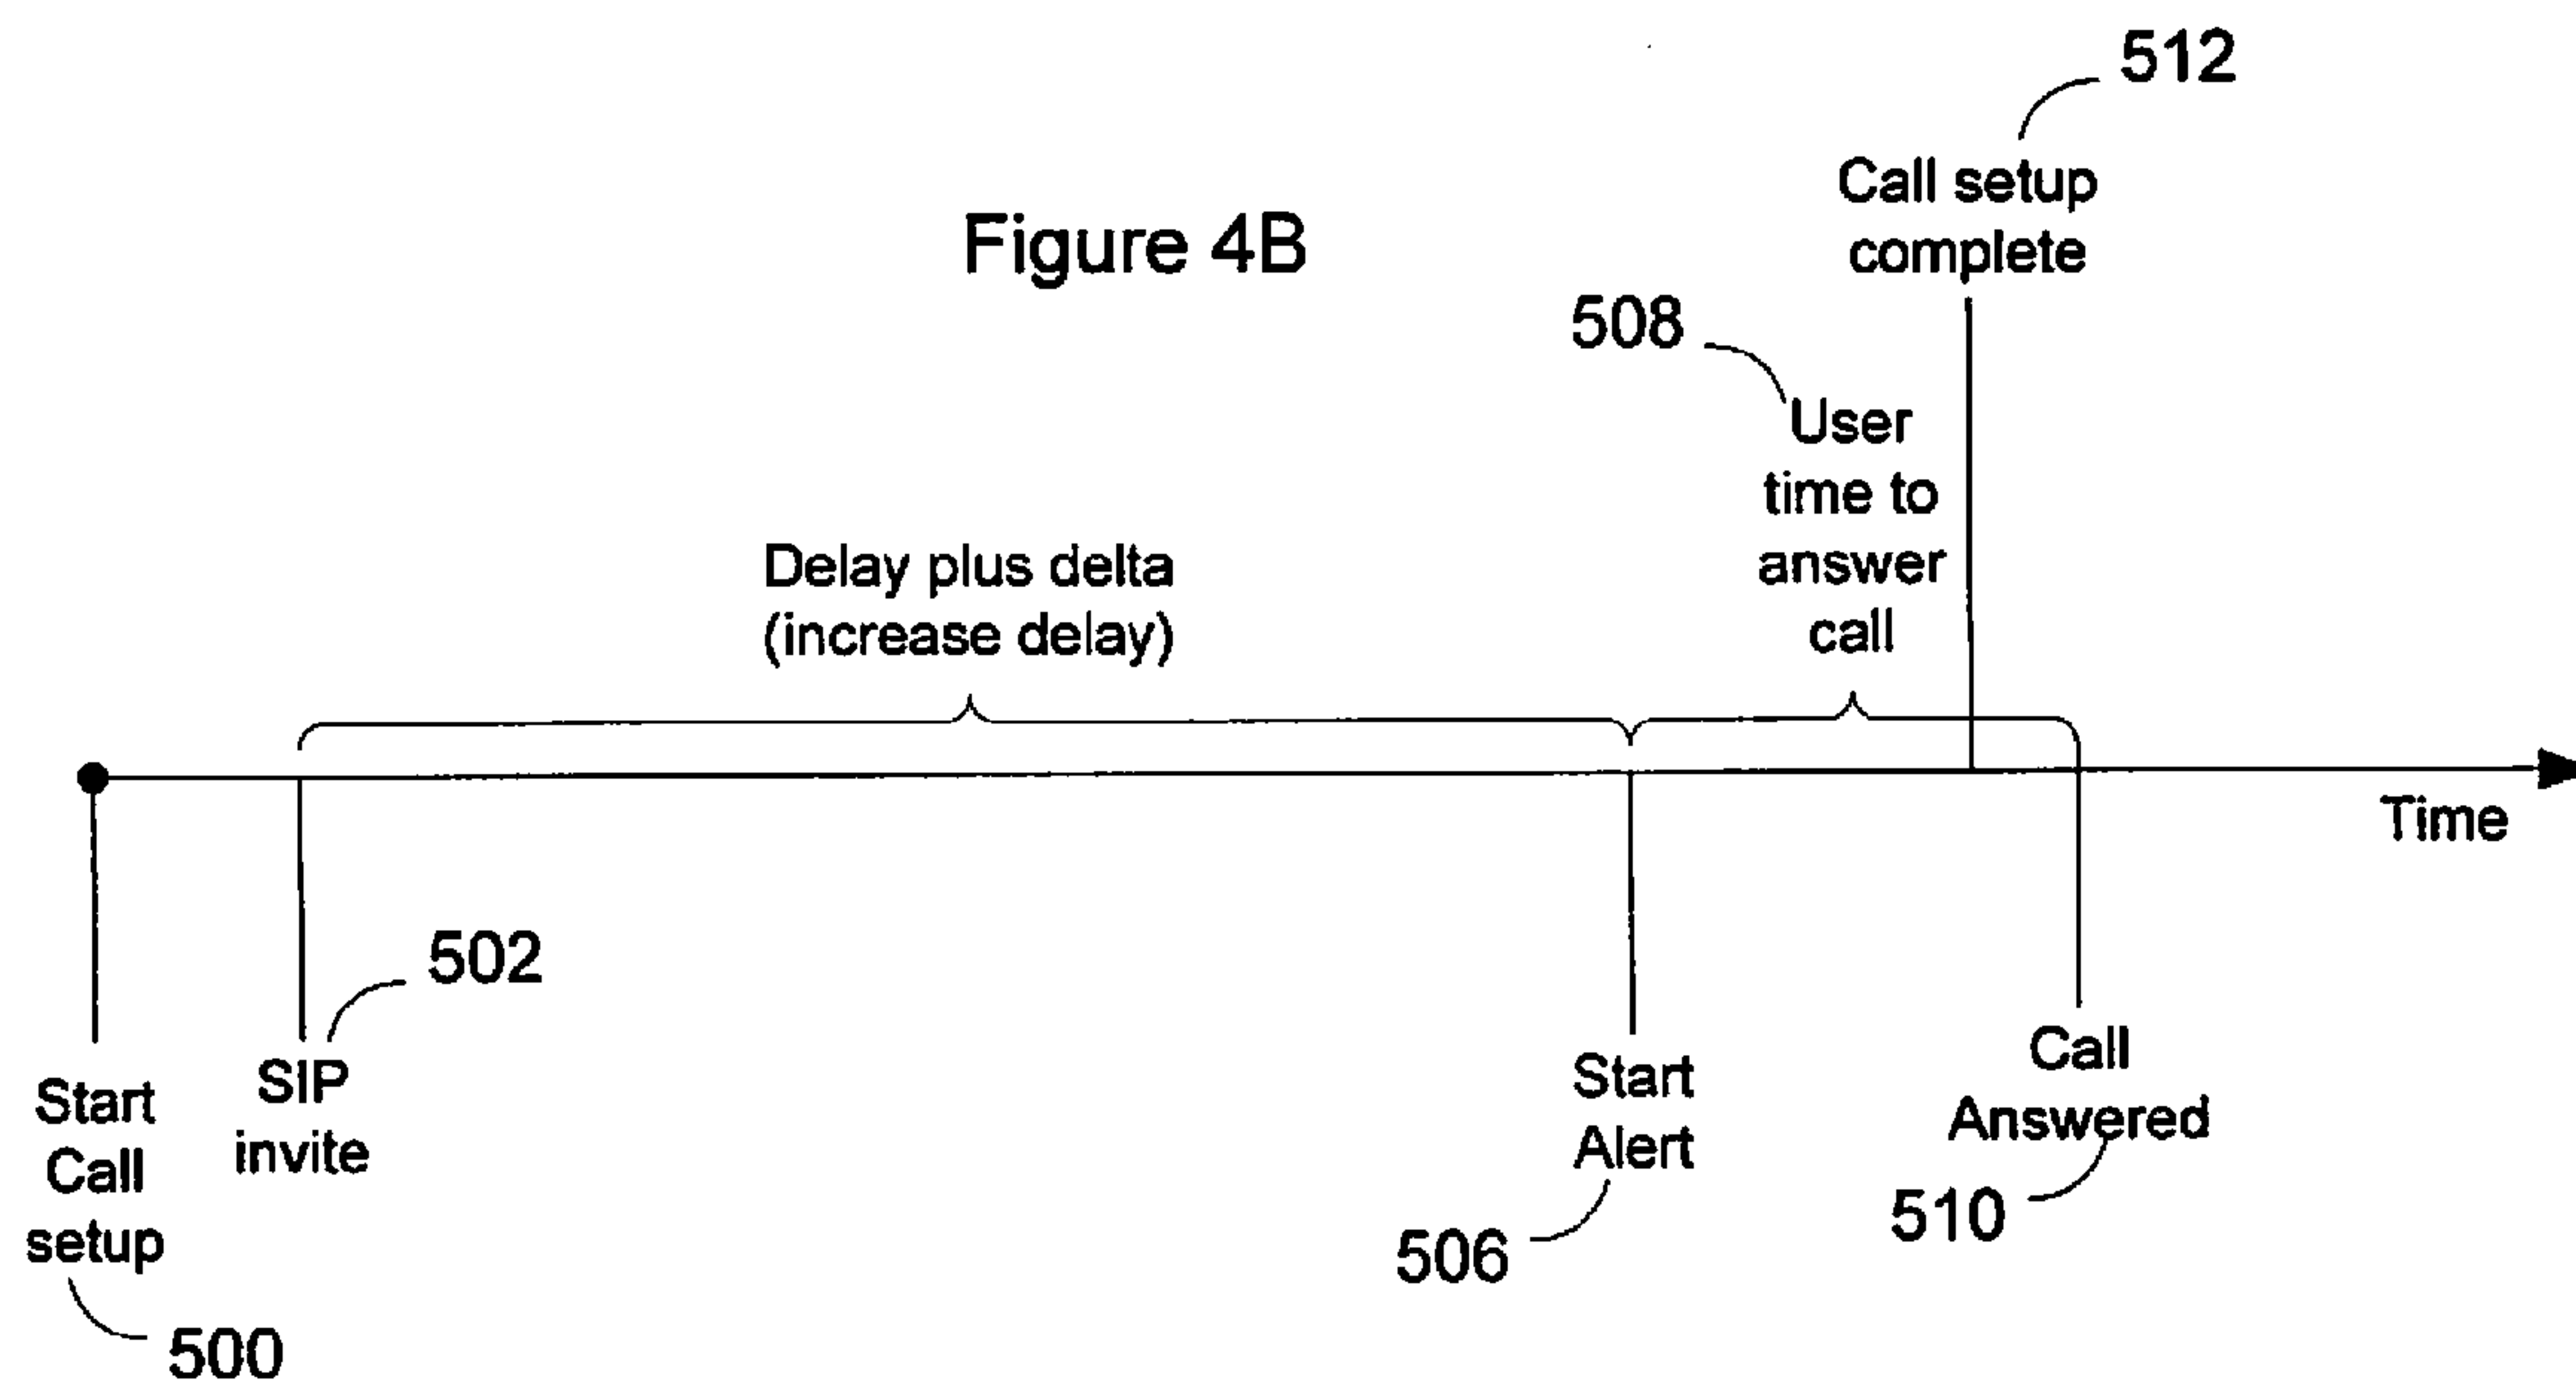 512
Call setup
complete
Figure 4B
508
User
time to
answer
call
Delay plus delta
(increase delay)
Time
502
SIP
invite
Start
Call
setup
500
Start
Alert
506
Call
Answered
510